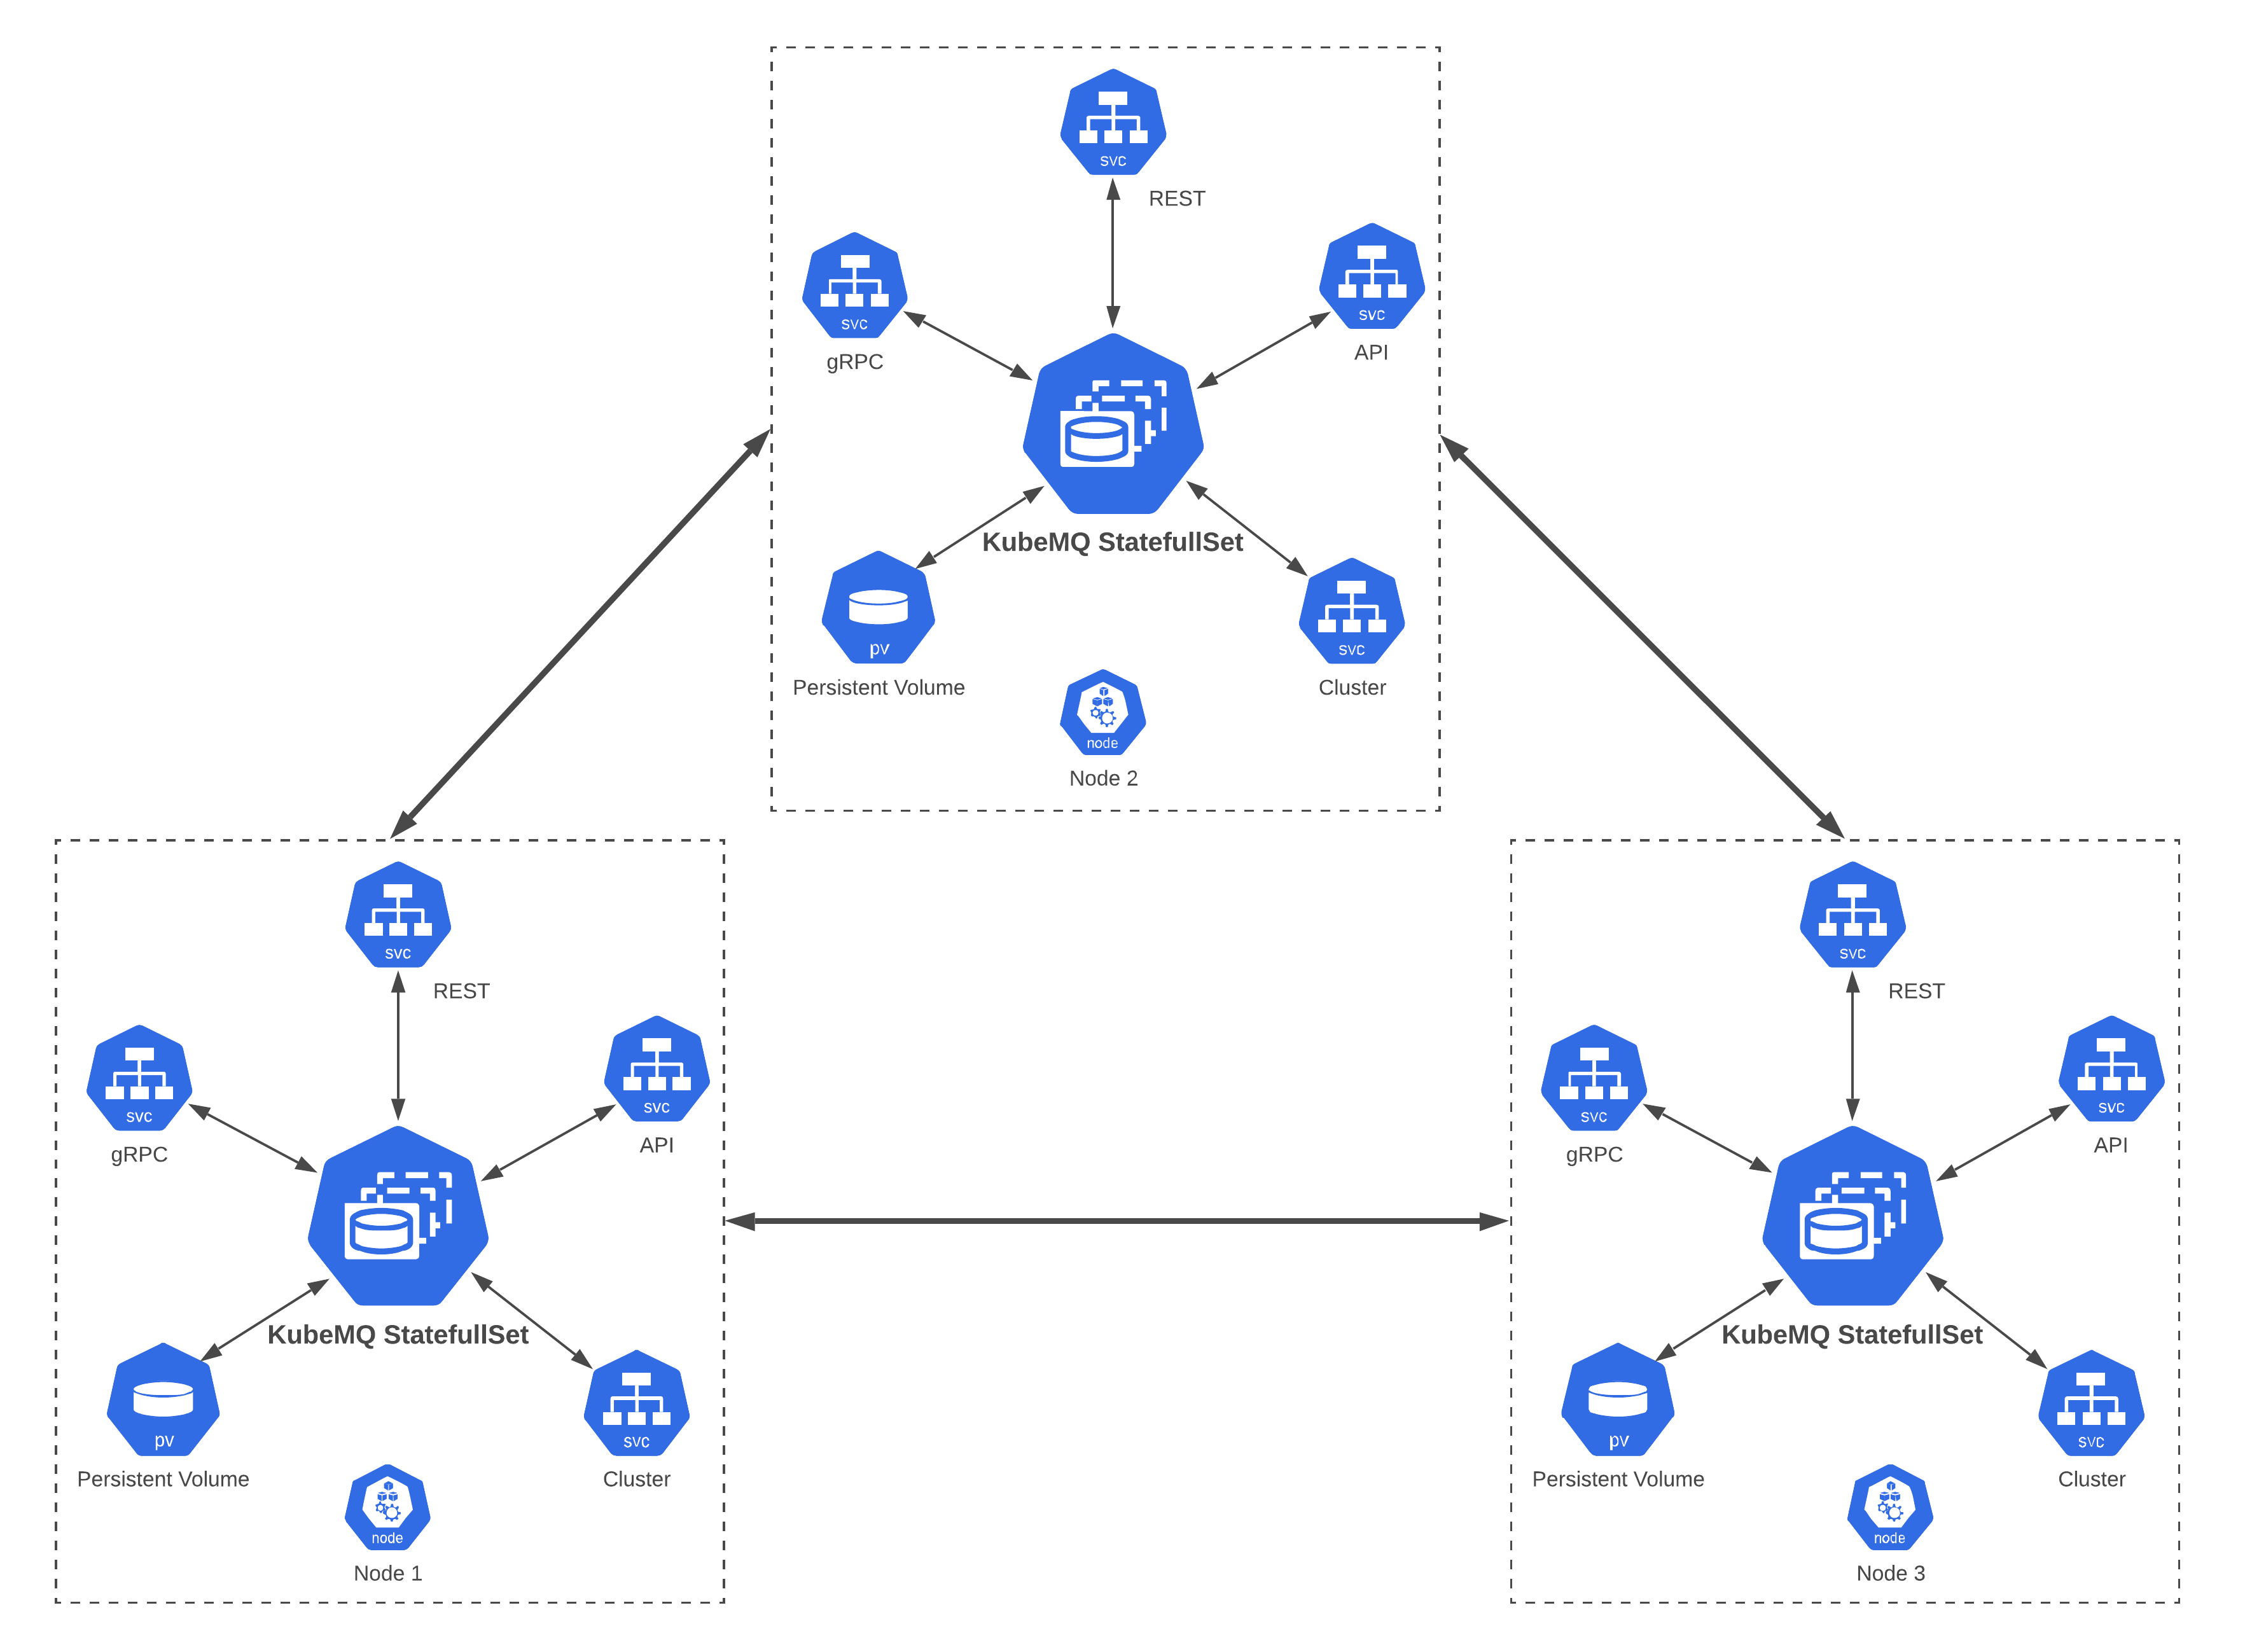 svc
REST
svc
gRPC
svc
API
KubeMQ StatefullSet
pv
Persistent Volume
svc
Cluster
node
Node 2
svc
REST
svc
gRPC
svc
API
KubeMQ StatefullSet
pv
Persistent Volume
svc
Cluster
node
Node 1
svc
REST
svc
gRPC
svc
API
KubeMQ StatefullSet
pv
Persistent Volume
svc
Cluster
node
Node 3